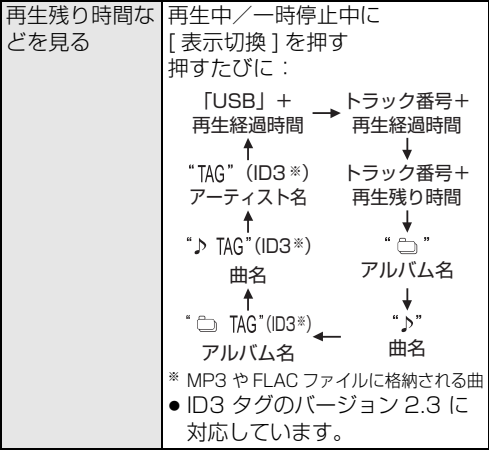 再生残り時間な
どを見る
再生中／一時停止中に
[ 表示切換 ] を押す
押すたびに：
「USB」＋
再生経過時間
トラック番号＋
再生経過時間
トラック番号＋
再生残り時間
“ ”
アルバム名
“♪”
曲名
“ TAG”(ID3※)
アルバム名
“♪ TAG”(ID3※)
曲名
“TAG”（ID3※）
アーティスト名
※ MP3 や FLAC ファイルに格納される曲
● ID3 タグのバージョン 2.3 に
対応しています。